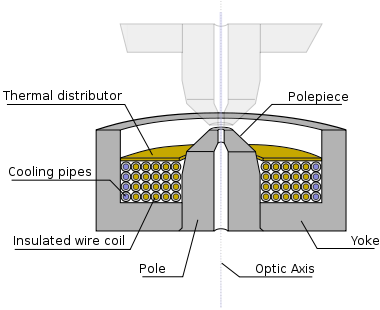 Thermal distributor
Polepiece
Cooling pipes
Insulated wire coil
Yoke
Pole
Optic Axis